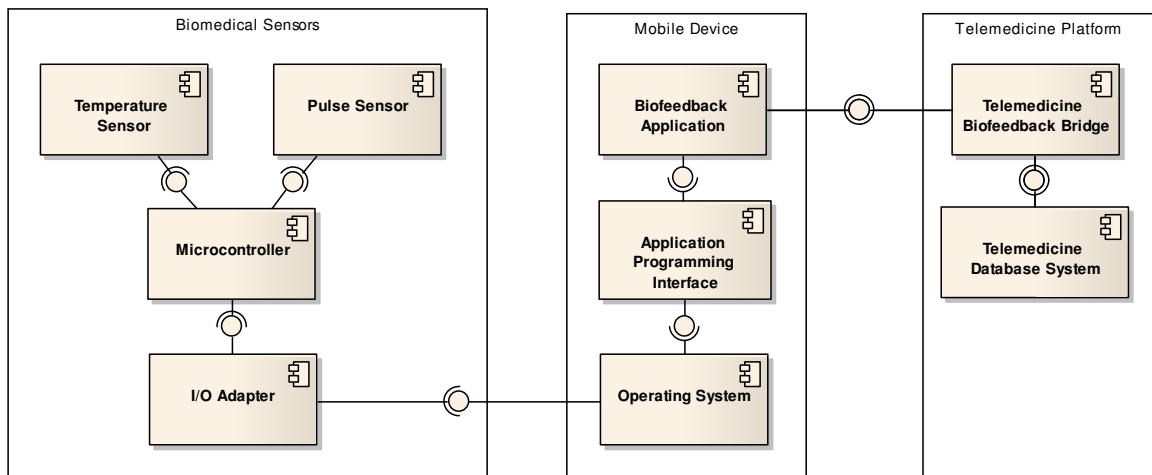 Biomedical Sensors
Temperature
Sensor
Pulse Sensor
Microcontroller
I/O Adapter
Mobile Device
Biofeedback
Application
Application
Programming
Interface
Operating System
Telemedicine Platform
Telemedicine
Biofeedback Bridge
Telemedicine
Database System